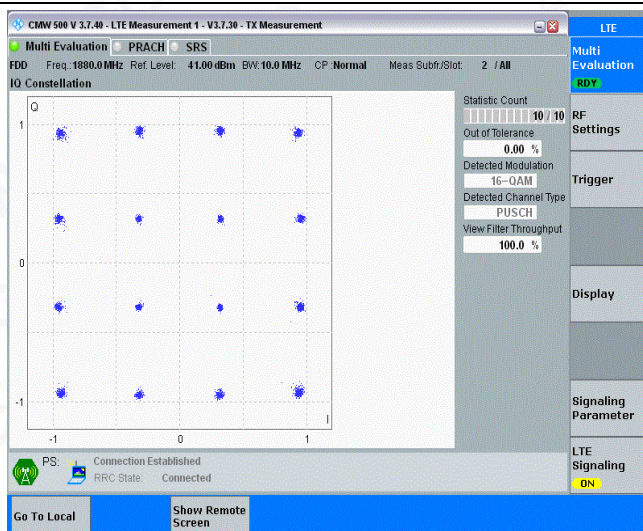 CMW 500 V 3.7.40 - LTE Measurement 1 - V3.7.30 - TX Measurement
LTE
Multi Evaluation PRACH SRS
FDD Freq.:1880.0 MHz Ref. Level: 41.00 dBm BW:10.0 MHz CP :Normal Meas Subfr./Slot: 2 / All
IQ Constellation
Q
1
0
-1
-1 0 1
I
Statistic Count
10 / 10
Out of Tolerance
0.00 %
Detected Modulation
16-QAM
Detected Channel Type
PUSCH
View Filter Throughput
100.0 %
Multi
Evaluation
RDY
RF
Settings
Trigger
Display
Signaling
Parameter
LTE
Signaling
ON
PS: Connection Established
RRC State: Connected
Go To Local
Show Remote
Screen